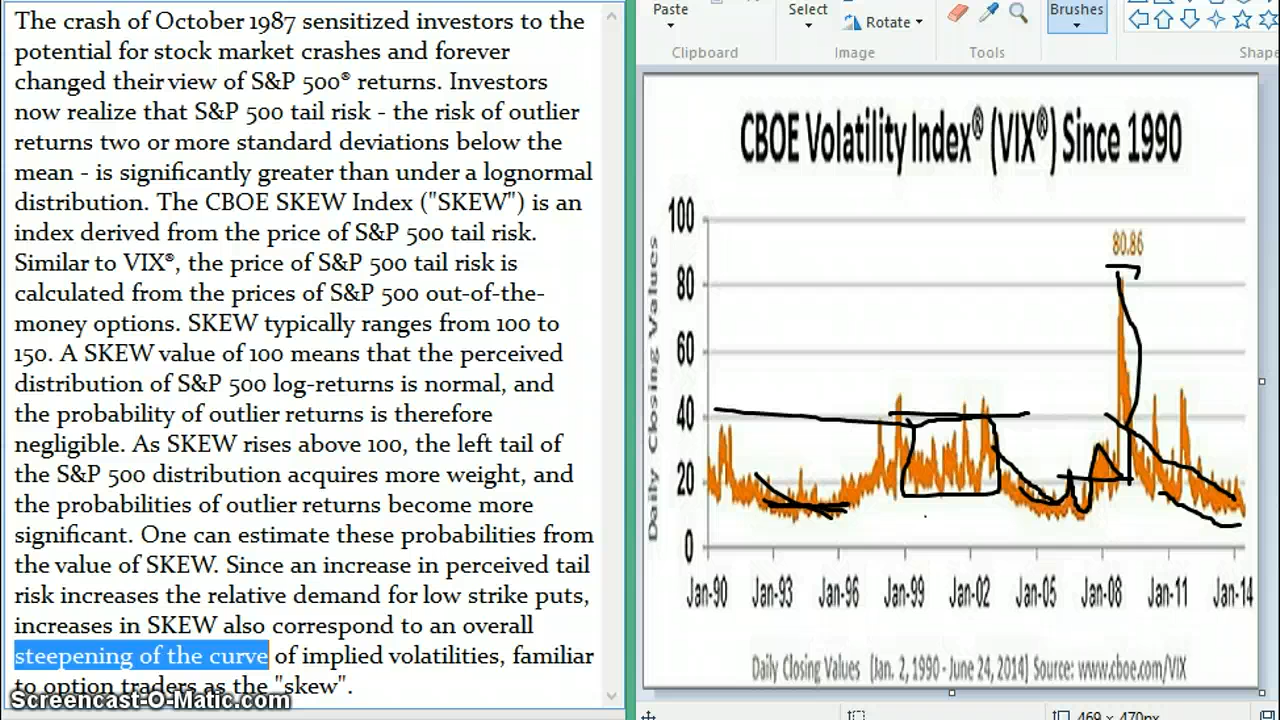 The crash of October 1987 sensitized investors to the
potential for stock market crashes and forever
changed their view of S&P 500® returns. Investors
now realize that S&P 500 tail risk - the risk of outlier
returns two or more standard deviations below the
mean - is significantly greater than under a lognormal
distribution. The CBOE SKEW Index ("SKEW") is an
index derived from the price of S&P 500 tail risk.
Similar to VIX®, the price of S&P 500 tail risk is
calculated from the prices of S&P 500 out-of-the-
money options. SKEW typically ranges from 100 to
150. A SKEW value of 100 means that the perceived
distribution of S&P 500 log-returns is normal, and
the probability of outlier returns is therefore
negligible. As SKEW rises above 100, the left tail of
the S&P 500 distribution acquires more weight, and
the probabilities of outlier returns become more
significant. One can estimate these probabilities from
the value of SKEW. Since an increase in perceived tail
risk increases the relative demand for low strike puts,
increases in SKEW also correspond to an overall
steepening of the curve of implied volatilities, familiar
to option traders as the "skew".
Screencast-O-Matic.com
Paste
Select
Rotate
Brushes
Clipboard
Image
Tools
Shape
CBOE Volatility Index® (VIX®) Since 1990
Daily Closing Values
100
80
60
40
20
0
80.86
Jan-90 Jan-93 Jan-96 Jan-99 Jan-02 Jan-05 Jan-08 Jan-11 Jan-14
Daily Closing Values [Jan. 2, 1990 - June 24, 2014] Source: www.cboe.com/VIX
469 × 470px